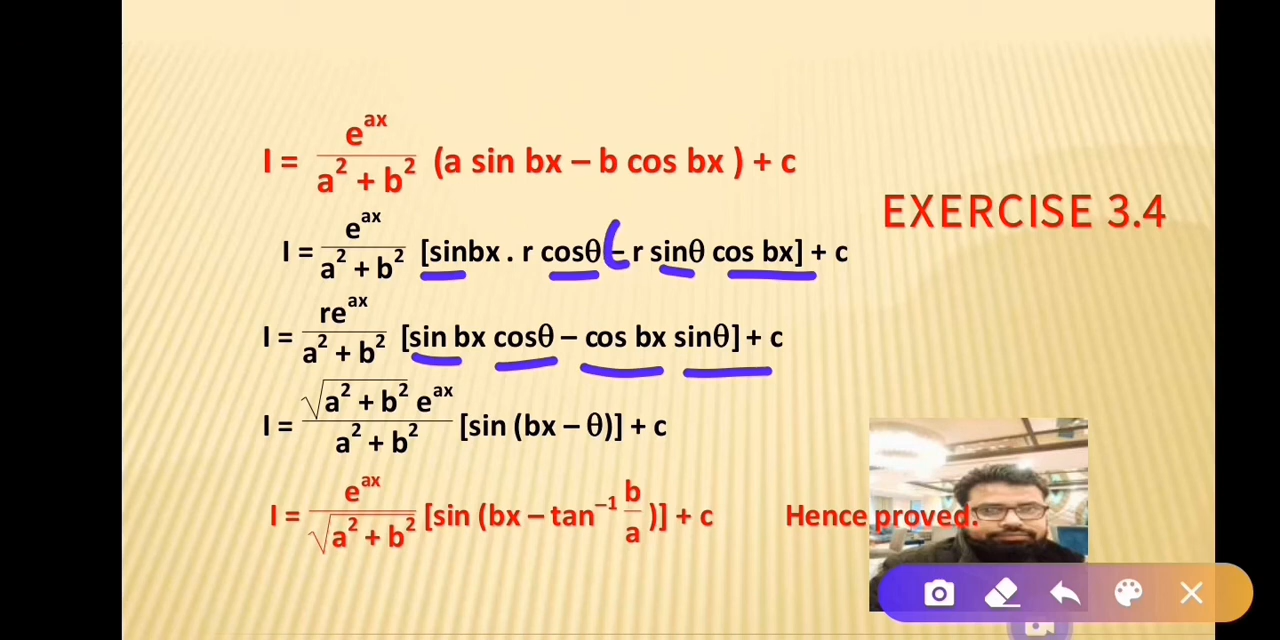 I = e^ax / (a² + b²) (a sin bx – b cos bx ) + c
EXERCISE 3.4
I = e^ax / (a² + b²) [sinbx . r cosθ – r sinθ cos bx] + c
I = re^ax / (a² + b²) [sin bx cosθ – cos bx sinθ] + c
I = √(a² + b²) e^ax / (a² + b²) [sin (bx – θ)] + c
I = e^ax / √(a² + b²) [sin (bx – tan⁻¹ b/a )] + c Hence proved.